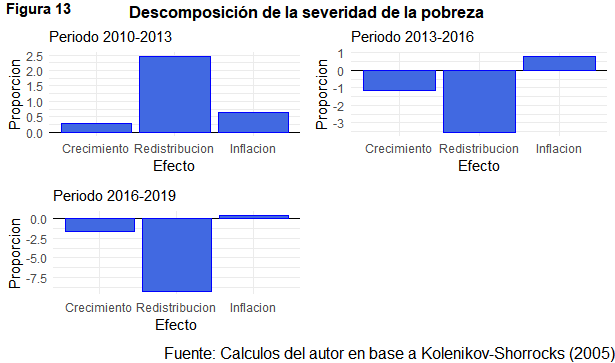 Figura 13
Descomposición de la severidad de la pobreza
Periodo 2010-2013
Proporcion
2.5
2.0
1.5
1.0
0.5
0.0
Crecimiento Redistribucion Inflacion
Efecto
Periodo 2013-2016
Proporcion
1
0
-1
-2
-3
Crecimiento Redistribucion Inflacion
Efecto
Periodo 2016-2019
Proporcion
0.0
-2.5
-5.0
-7.5
Crecimiento Redistribucion Inflacion
Efecto
Fuente: Calculos del autor en base a Kolenikov-Shorrocks (2005)